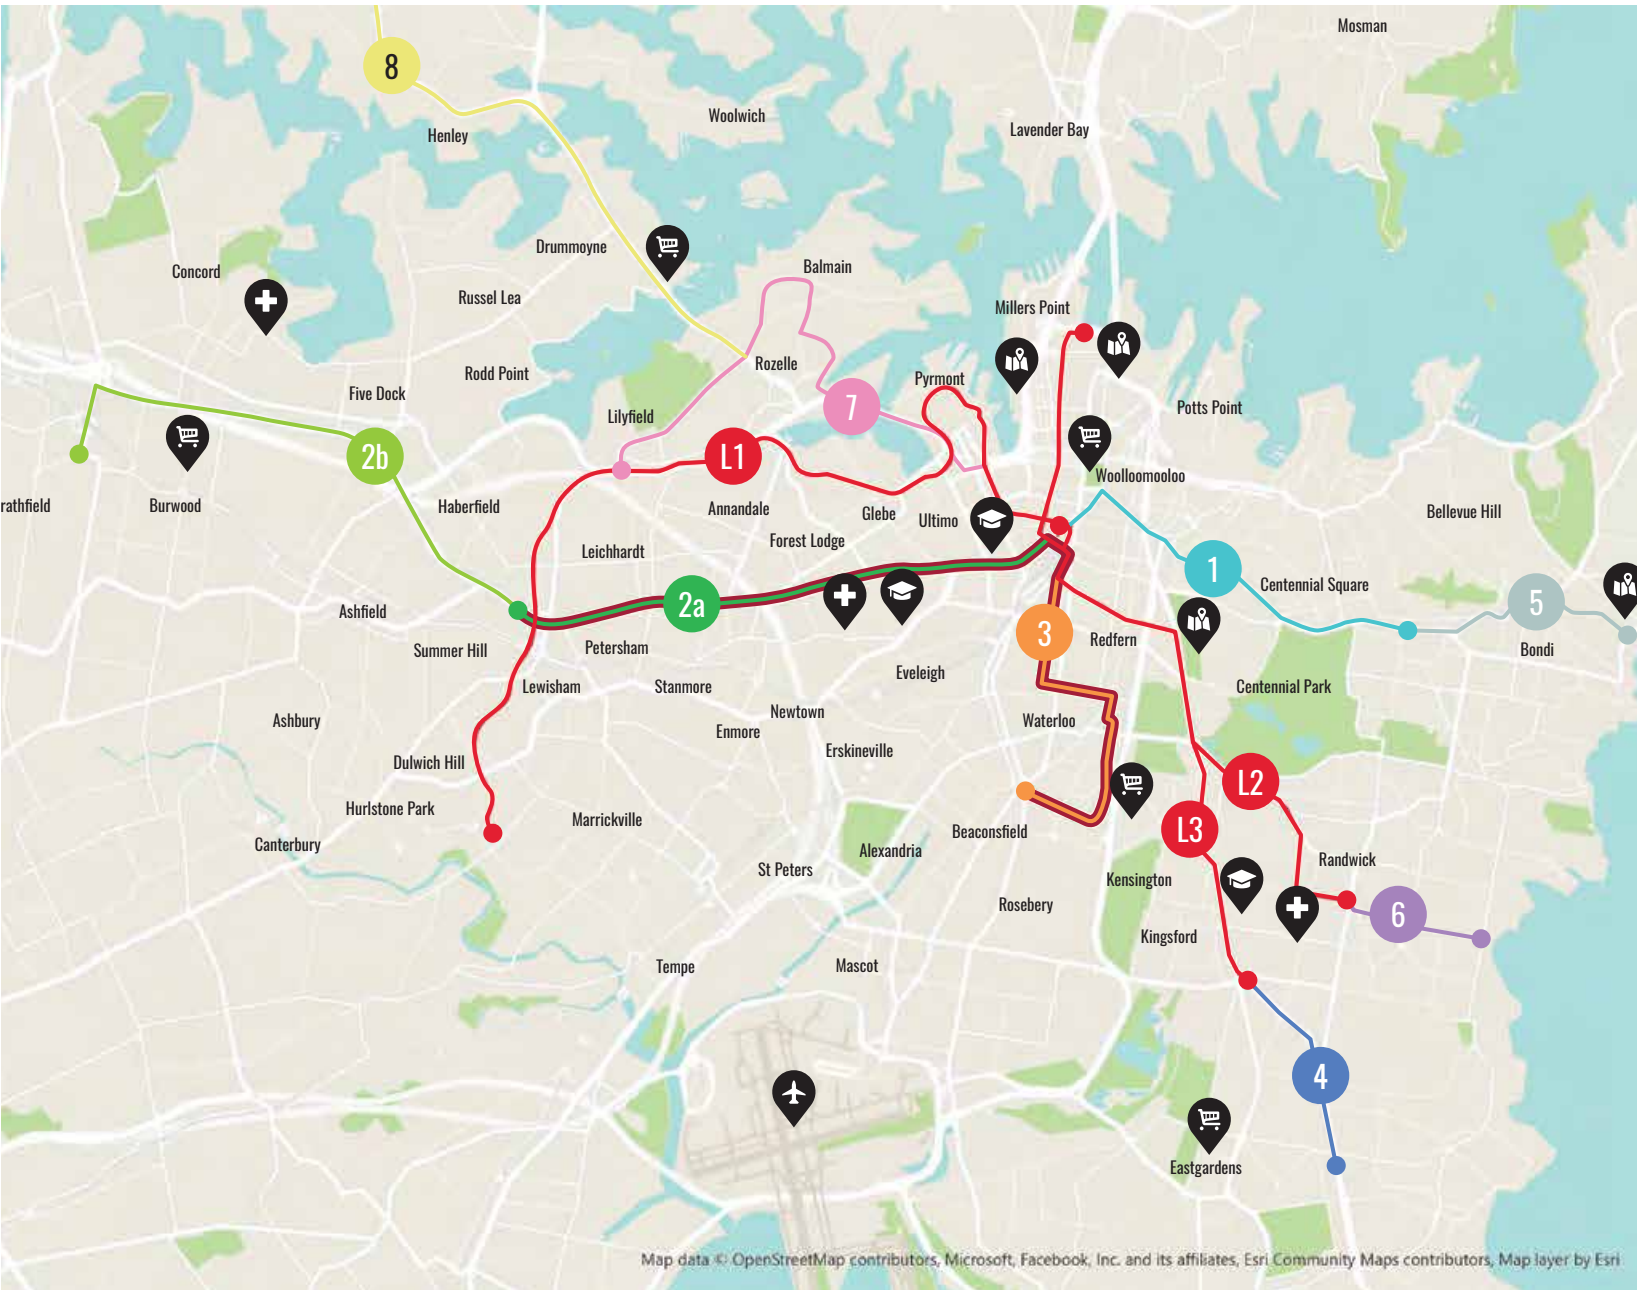 Mosman
8
Woolwich
Lavender Bay
Henley
Drummoyne
Balmain
Concord
Russel Lea
Millers Point
Rozelle
Rodd Point
Pyrmont
Five Dock
7
Potts Point
Lilyfield
2b
L1
Woolloomooloo
rathfield
Burwood
Haberfield
Annandale
Glebe
Ultimo
Bellevue Hill
Forest Lodge
Leichhardt
1
Centennial Square
2a
5
Ashfield
3
Redfern
Summer Hill
Petersham
Bondi
Eveleigh
Lewisham
Stanmore
Centennial Park
Newtown
Ashbury
Waterloo
Enmore
Erskineville
Dulwich Hill
L2
Hurlstone Park
Marrickville
L3
Beaconsfield
Canterbury
Alexandria
Randwick
St Peters
Kensington
Rosebery
6
Kingsford
Tempe
Mascot
4
Eastgardens
Map data © OpenStreetMap contributors, Microsoft, Facebook, Inc. and its affiliates, Esri Community Maps contributors, Map layer by Esri